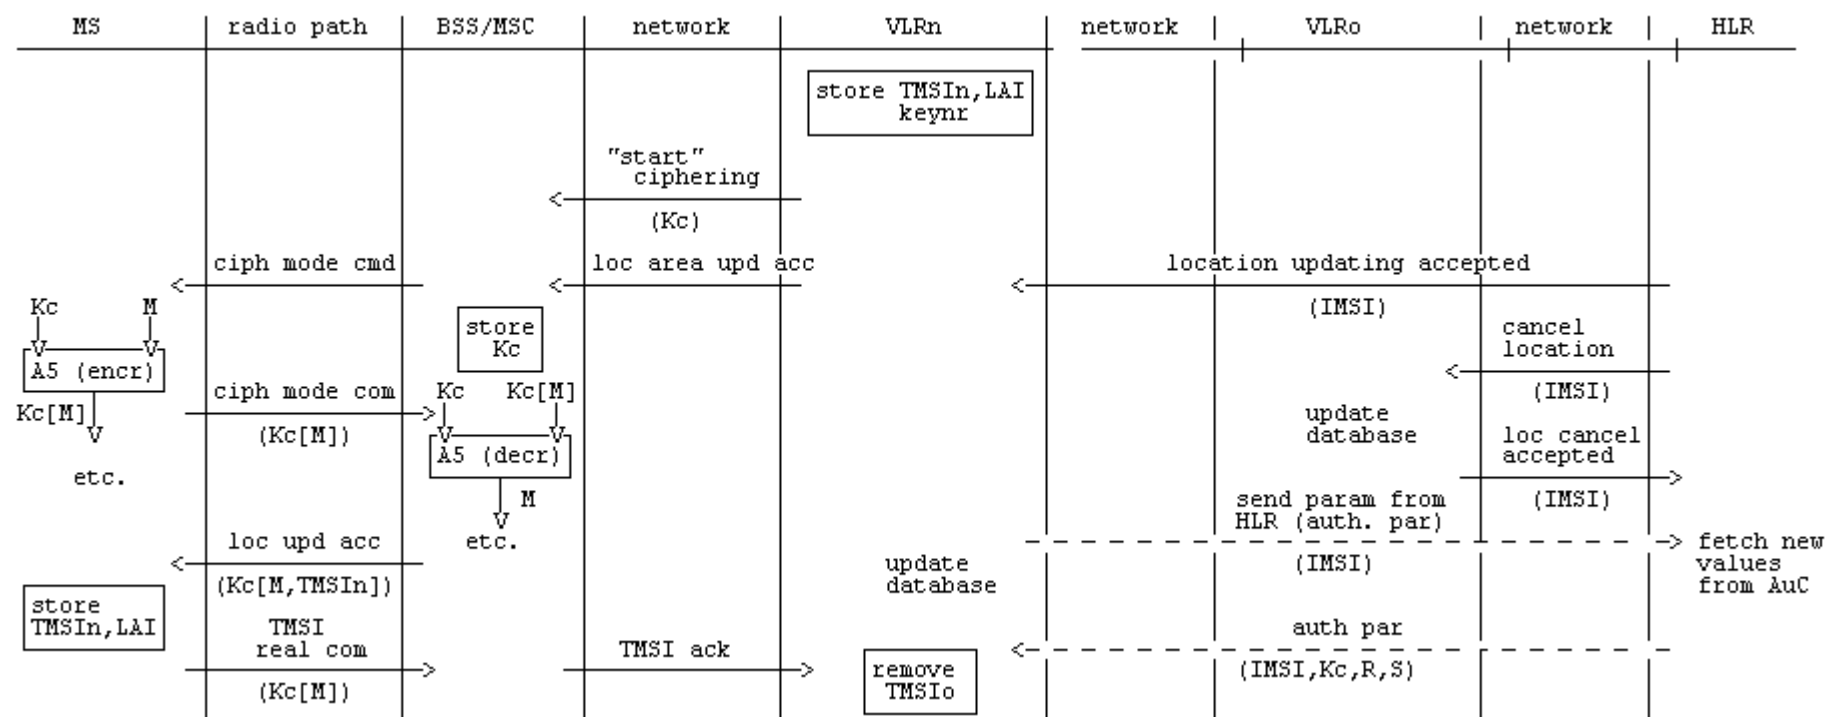 MS radio path BSS/MSC network VLRn network VLRo network HLR
store TMSIn,LAI
keynr
"start"
ciphering
(Kc)
ciph mode cmd loc area upd acc location updating accepted
(IMSI)
Kc M
store
Kc
cancel
location
A5 (encr)
(IMSI)
ciph mode com
Kc Kc[M]
Kc[M]
(Kc[M])
update
database
loc cancel
accepted
A5 (decr)
etc.
(IMSI)
M
send param from
HLR (auth. par)
loc upd acc etc.
(IMSI)
fetch new
values
from AuC
update
database
(Kc[M,TMSIn])
store
TMSIn,LAI
TMSI
real com
TMSI ack
auth par
(Kc[M])
remove
TMSIo
(IMSI,Kc,R,S)